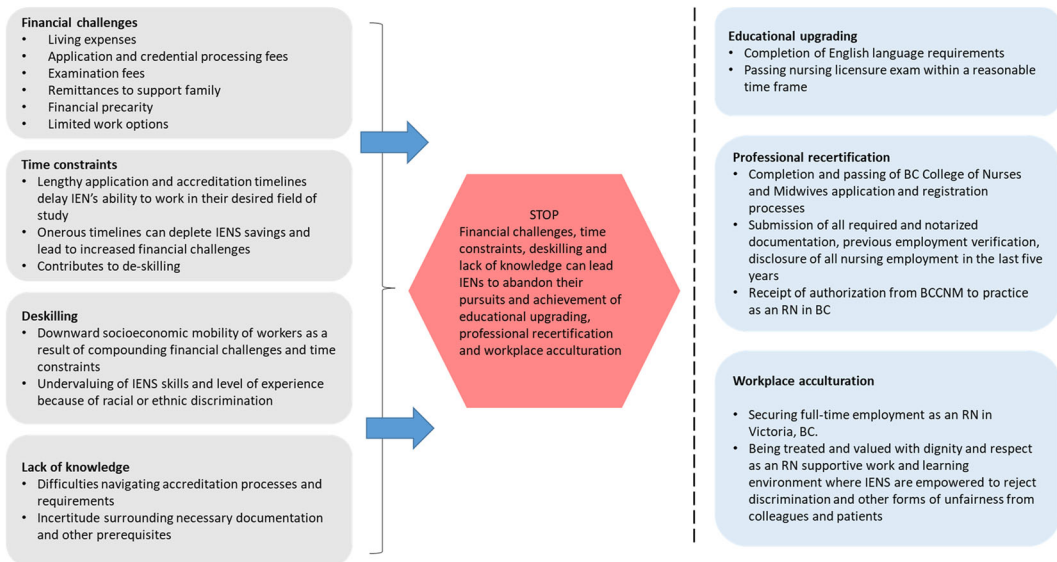 Financial challenges
• Living expenses
• Application and credential processing fees
• Examination fees
• Remittances to support family
• Financial precarity
• Limited work options
Time constraints
• Lengthy application and accreditation timelines
delay IEN's ability to work in their desired field of
study
• Onerous timelines can deplete IENS savings and
lead to increased financial challenges
• Contributes to de-skilling
Deskilling
• Downward socioeconomic mobility of workers as a
result of compounding financial challenges and time
constraints
• Undervaluing of IENS skills and level of experience
because of racial or ethnic discrimination
Lack of knowledge
• Difficulties navigating accreditation processes and
requirements
• Incertitude surrounding necessary documentation
and other prerequisites
STOP
Financial challenges, time
constraints, deskilling and
lack of knowledge can lead
IENs to abandon their
pursuits and achievement of
educational upgrading,
professional recertification
and workplace acculturation
Educational upgrading
• Completion of English language requirements
• Passing nursing licensure exam within a reasonable
time frame
Professional recertification
• Completion and passing of BC College of Nurses
and Midwives application and registration
processes
• Submission of all required and notarized
documentation, previous employment verification,
disclosure of all nursing employment in the last five
years
• Receipt of authorization from BCCNM to practice
as an RN in BC
Workplace acculturation
• Securing full-time employment as an RN in
Victoria, BC.
• Being treated and valued with dignity and respect
as an RN supportive work and learning
environment where IENS are empowered to reject
discrimination and other forms of unfairness from
colleagues and patients